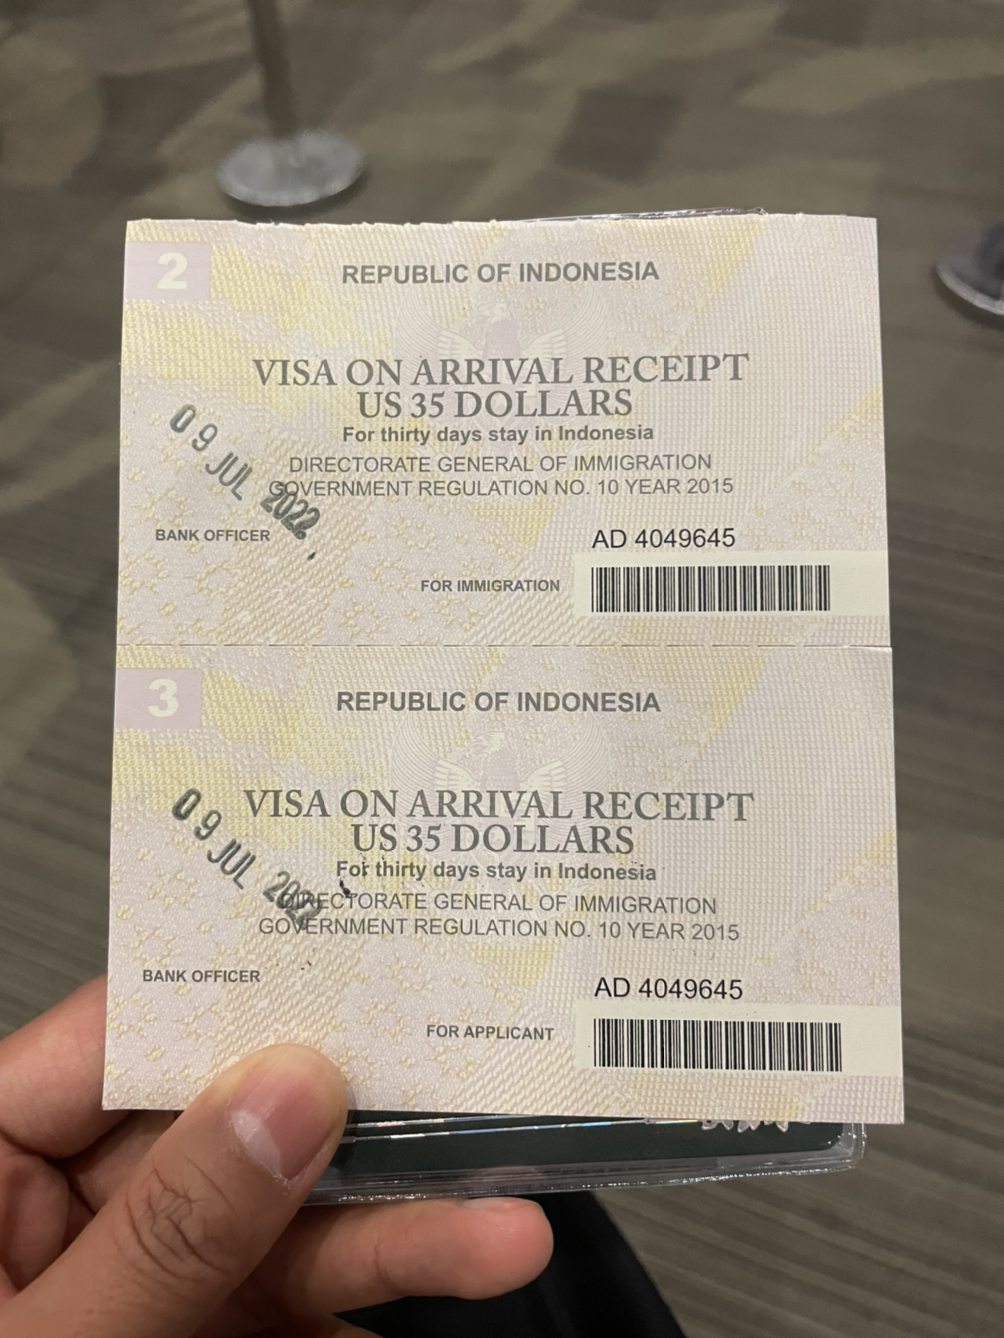 2
REPUBLIC OF INDONESIA
VISA ON ARRIVAL RECEIPT
US 35 DOLLARS
For thirty days stay in Indonesia
DIRECTORATE GENERAL OF IMMIGRATION
GOVERNMENT REGULATION NO. 10 YEAR 2015
09 JUL 2022
BANK OFFICER
AD 4049645
FOR IMMIGRATION
3
REPUBLIC OF INDONESIA
VISA ON ARRIVAL RECEIPT
US 35 DOLLARS
For thirty days stay in Indonesia
DIRECTORATE GENERAL OF IMMIGRATION
GOVERNMENT REGULATION NO. 10 YEAR 2015
09 JUL 2022
BANK OFFICER
AD 4049645
FOR APPLICANT